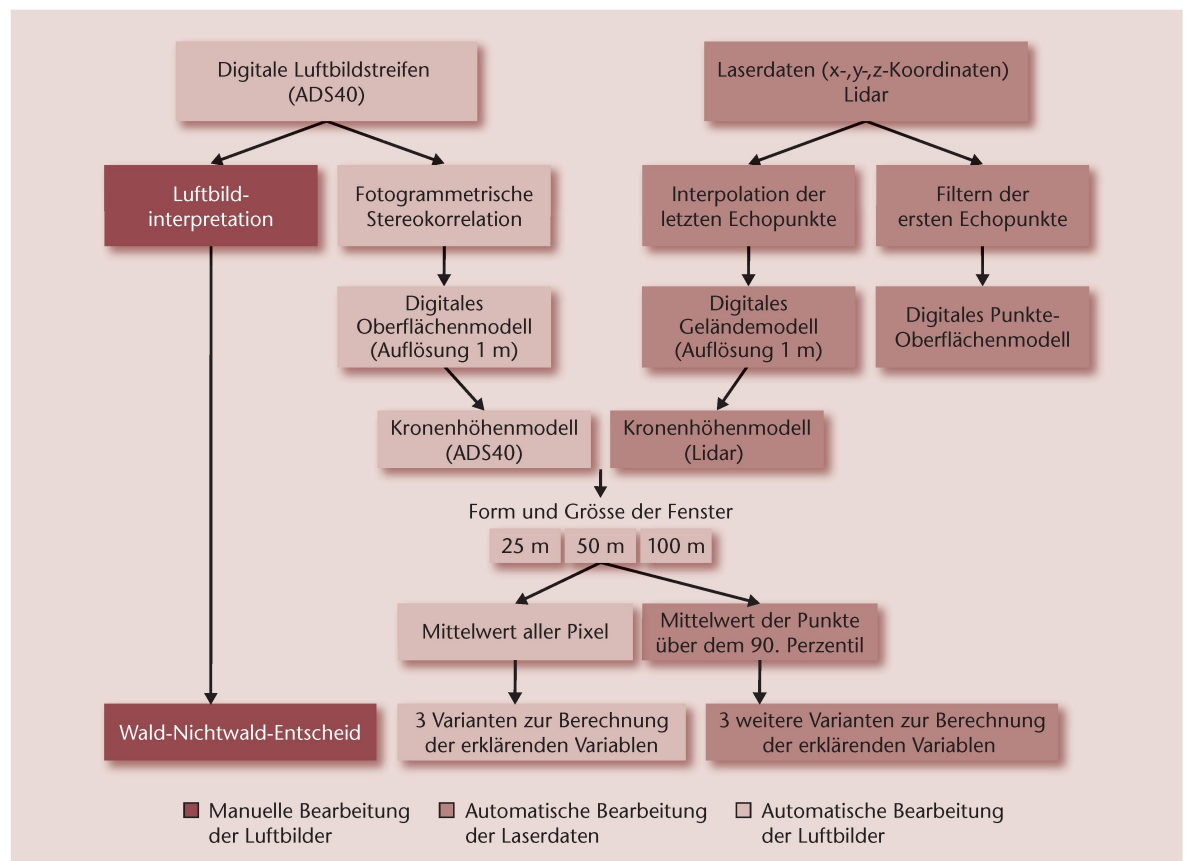 Digitale Luftbildstreifen
(ADS40)
Laserdaten (x-,y-,z-Koordinaten)
Lidar
Luftbild-
interpretation
Fotogrammetrische
Stereokorrelation
Interpolation der
letzten Echopunkte
Filtern der
ersten Echopunkte
Digitales
Oberflächenmodell
(Auflösung 1 m)
Digitales
Geländemodell
(Auflösung 1 m)
Digitales Punkte-
Oberflächenmodell
Kronenhöhenmodell
(ADS40)
Kronenhöhenmodell
(Lidar)
Form und Grösse der Fenster
25 m
50 m
100 m
Mittelwert aller Pixel
Mittelwert der Punkte
über dem 90. Perzentil
Wald-Nichtwald-Entscheid
3 Varianten zur Berechnung
der erklärenden Variablen
3 weitere Varianten zur Berechnung
der erklärenden Variablen
Manuelle Bearbeitung
der Luftbilder
Automatische Bearbeitung
der Laserdaten
Automatische Bearbeitung
der Luftbilder